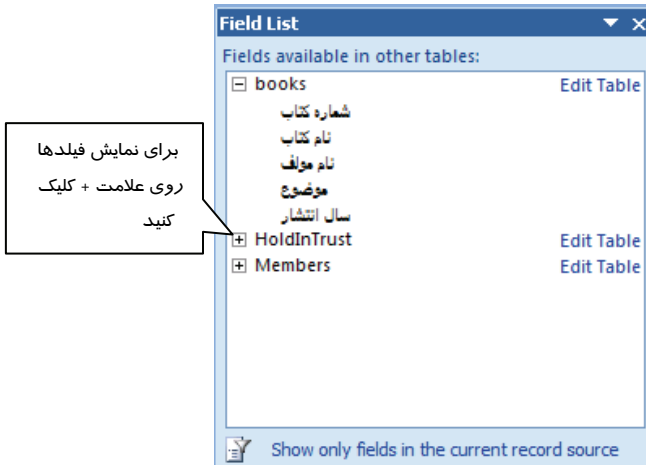 Field List
Fields available in other tables:
books Edit Table
شماره کتاب
نام کتاب
نام مولف
موضوع
سال انتشار
HoldInTrust Edit Table
Members Edit Table
Show only fields in the current record source
برای نمایش فیلدها
روی علامت + کلیک
کنید